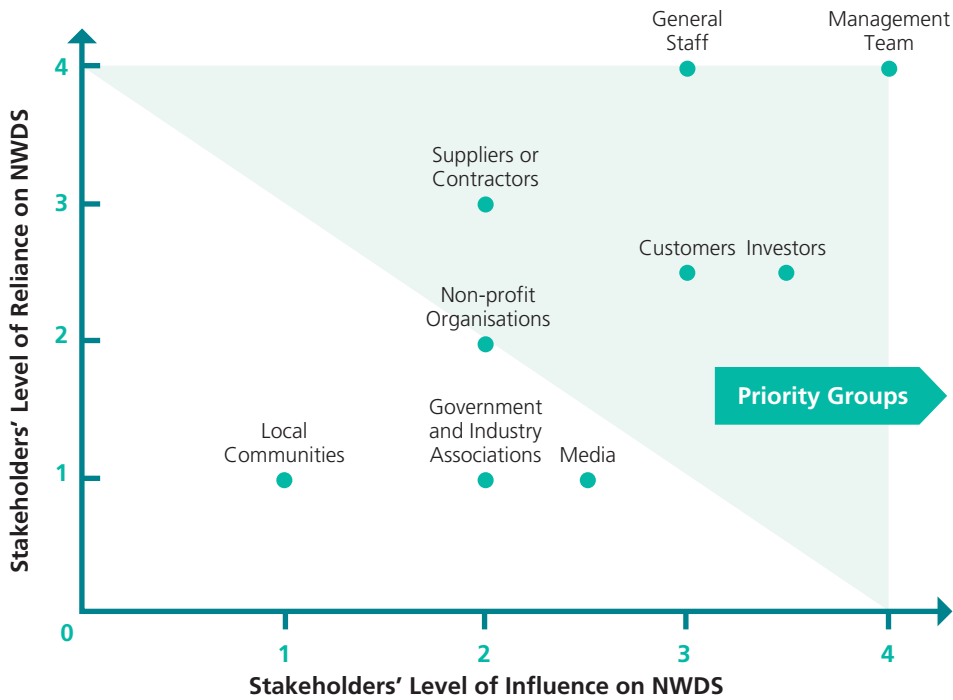 General
Staff
Management
Team
4
Suppliers or
Contractors
3
Customers
Investors
Non-profit
Organisations
2
Priority Groups
Government
and Industry
Associations
Local
Communities
Media
1
0
1
2
3
4
Stakeholders’ Level of Reliance on NWDS
Stakeholders’ Level of Influence on NWDS